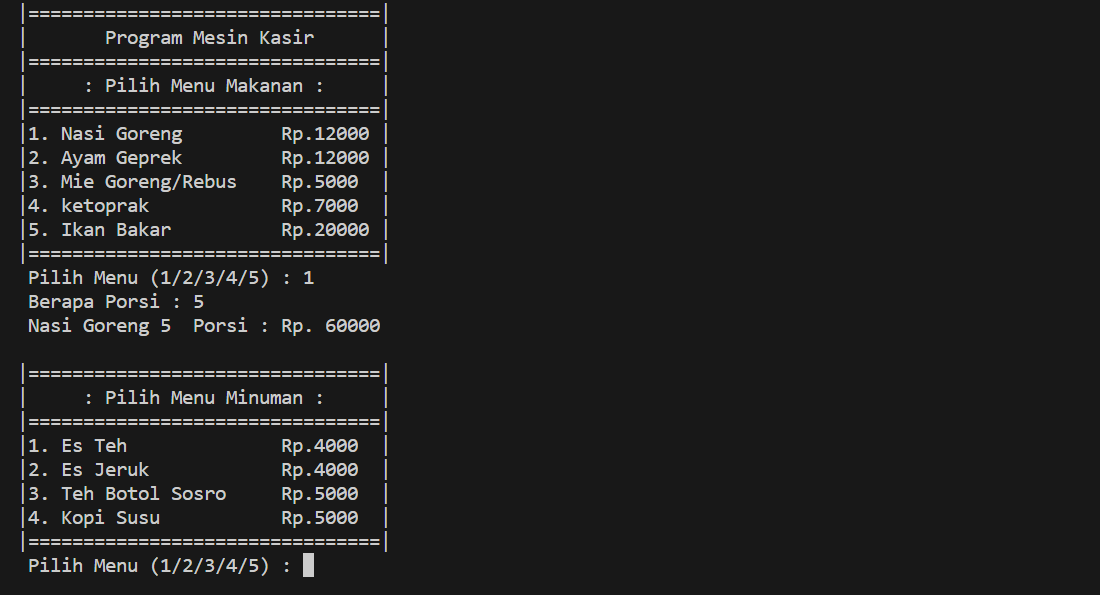 |================================|
|       Program Mesin Kasir      |
|================================|
|     : Pilih Menu Makanan :     |
|================================|
|1. Nasi Goreng         Rp.12000 |
|2. Ayam Geprek         Rp.12000 |
|3. Mie Goreng/Rebus    Rp.5000  |
|4. ketoprak            Rp.7000  |
|5. Ikan Bakar          Rp.20000 |
|================================|
Pilih Menu (1/2/3/4/5) : 1
Berapa Porsi : 5
Nasi Goreng 5  Porsi : Rp. 60000

|================================|
|     : Pilih Menu Minuman :     |
|================================|
|1. Es Teh              Rp.4000  |
|2. Es Jeruk            Rp.4000  |
|3. Teh Botol Sosro     Rp.5000  |
|4. Kopi Susu           Rp.5000  |
|================================|
Pilih Menu (1/2/3/4/5) :